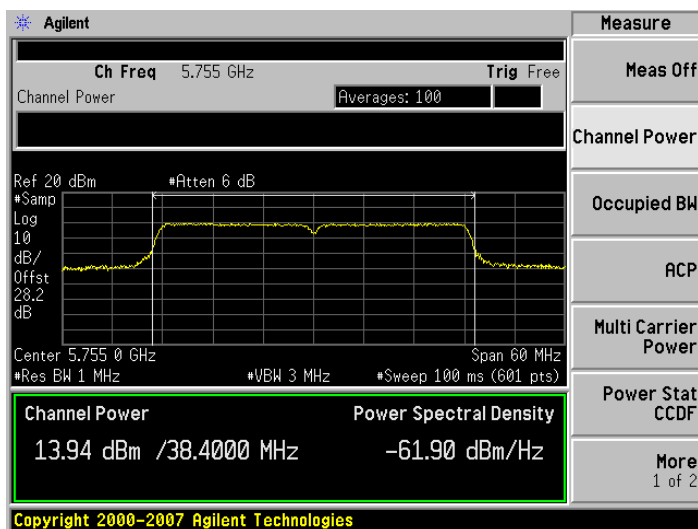 Agilent
Measure
Ch Freq 5.755 GHz Trig Free
Channel Power Averages: 100
Meas Off
Channel Power
Occupied BW
ACP
Multi Carrier
Power
Power Stat
CCDF
More
1 of 2
Ref 20 dBm #Atten 6 dB
#Samp
Log
10
dB/
Offst
28.2
dB
Center 5.755 0 GHz Span 60 MHz
#Res BW 1 MHz #VBW 3 MHz #Sweep 100 ms (601 pts)
Channel Power Power Spectral Density
13.94 dBm /38.4000 MHz -61.90 dBm/Hz
Copyright 2000-2007 Agilent Technologies